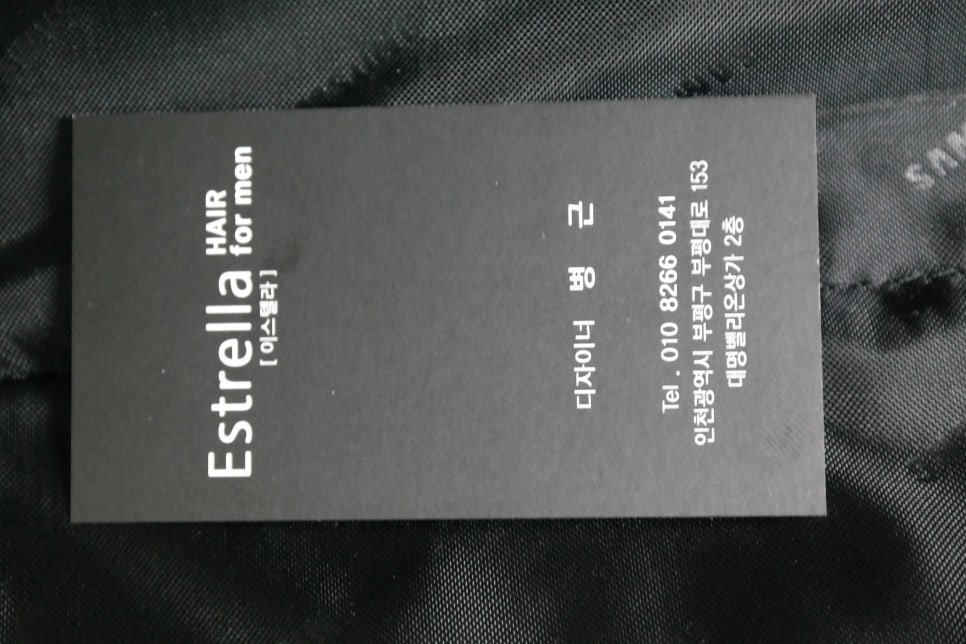 Estrella HAIR for men
[ 이스텔라 ]
디자이너 병 근
Tel . 010 8266 0141
인천광역시 부평구 부평대로 153
대명벨리온상가 2층